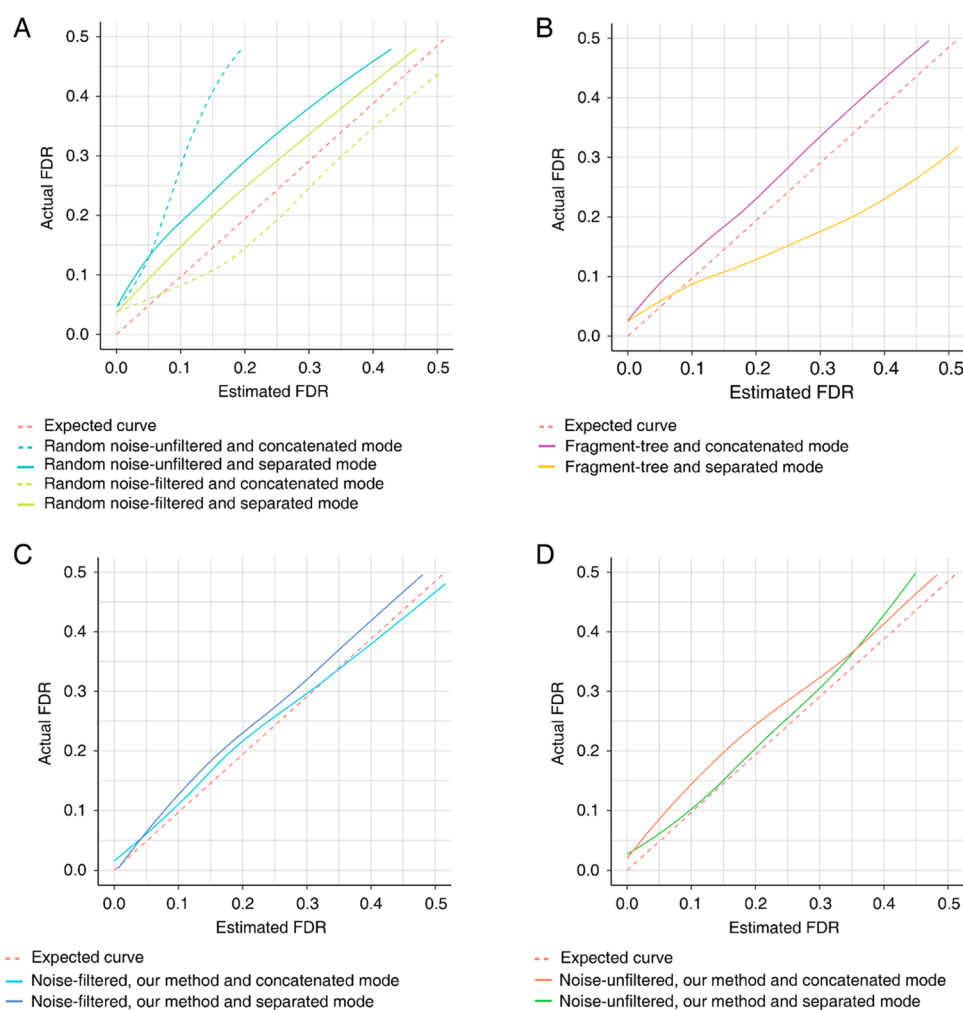 A
0.5
0.4
0.3
0.2
0.1
0.0
Actual FDR
0.0 0.1 0.2 0.3 0.4 0.5
Estimated FDR
Expected curve
Random noise-unfiltered and concatenated mode
Random noise-unfiltered and separated mode
Random noise-filtered and concatenated mode
Random noise-filtered and separated mode
B
0.5
0.4
0.3
0.2
0.1
0.0
Actual FDR
0.0 0.1 0.2 0.3 0.4 0.5
Estimated FDR
Expected curve
Fragment-tree and concatenated mode
Fragment-tree and separated mode
C
0.5
0.4
0.3
0.2
0.1
0.0
Actual FDR
0.0 0.1 0.2 0.3 0.4 0.5
Estimated FDR
Expected curve
Noise-filtered, our method and concatenated mode
Noise-filtered, our method and separated mode
D
0.5
0.4
0.3
0.2
0.1
0.0
Actual FDR
0.0 0.1 0.2 0.3 0.4 0.5
Estimated FDR
Expected curve
Noise-unfiltered, our method and concatenated mode
Noise-unfiltered, our method and separated mode